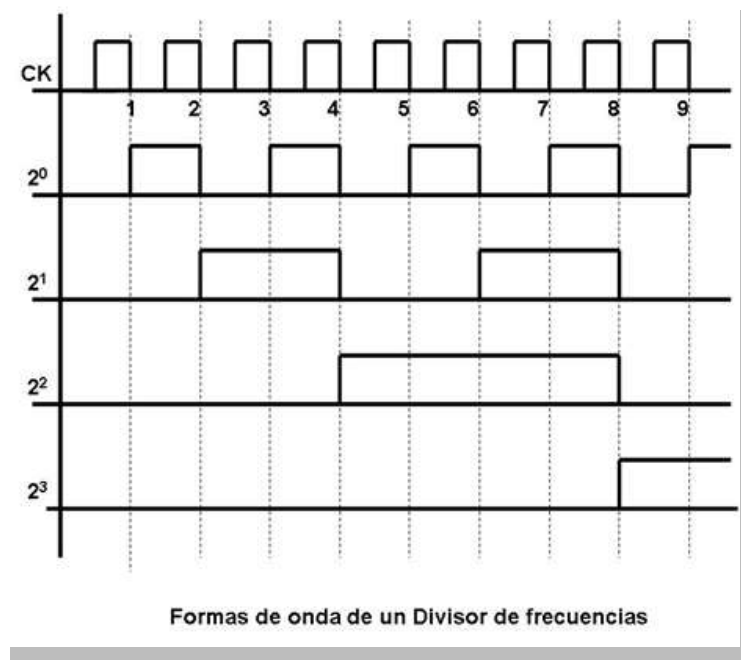 CK
1 2 3 4 5 6 7 8 9
2⁰
2¹
2²
2³
Formas de onda de un Divisor de frecuencias